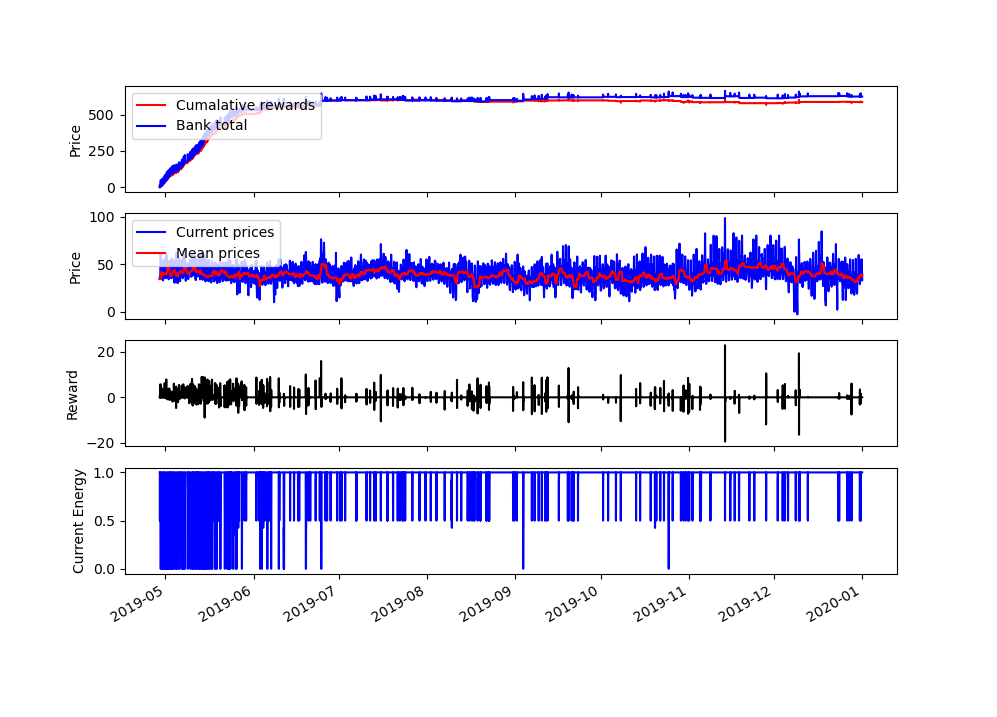 Cumalative rewards
Bank total
Price
500
250
0
Current prices
Mean prices
Price
100
50
0
Reward
20
0
−20
Current Energy
1.0
0.5
0.0
2019-05
2019-06
2019-07
2019-08
2019-09
2019-10
2019-11
2019-12
2020-01